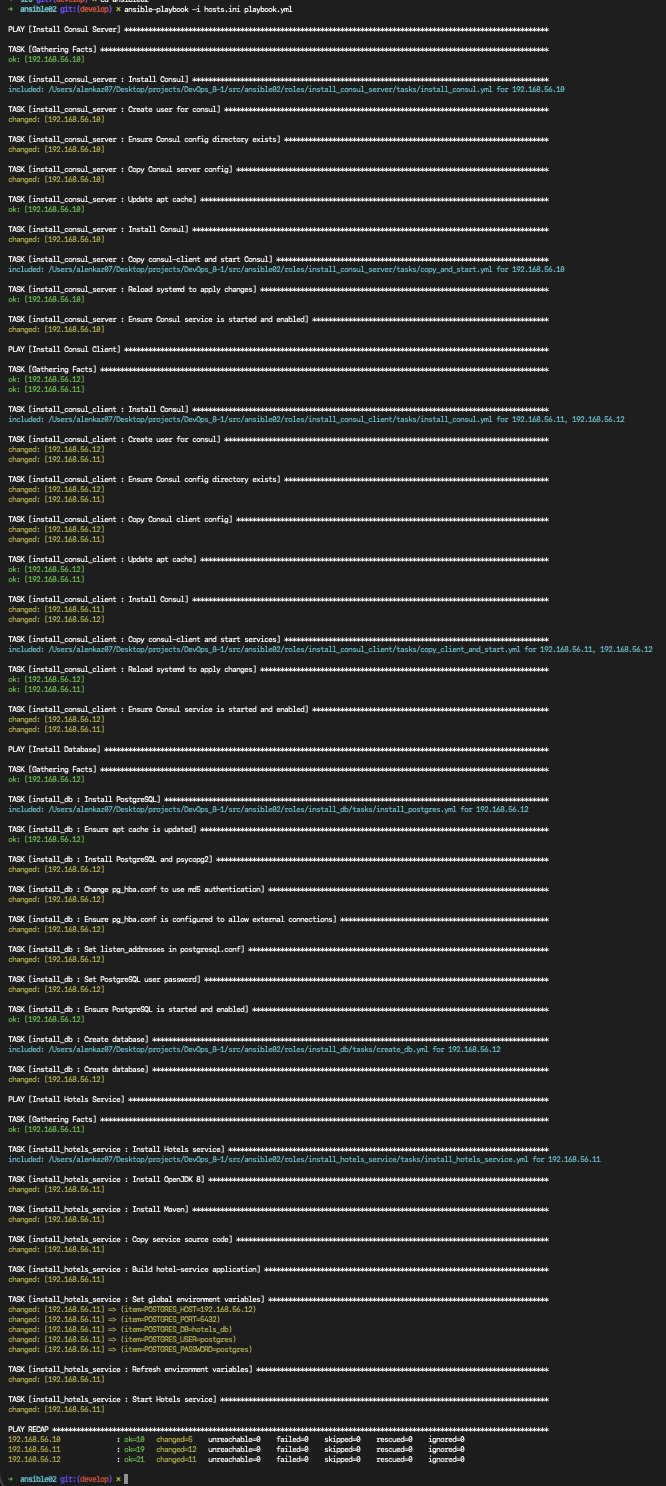 ➜  ansible02 git:(develop) ✗ ansible-playbook -i hosts.ini playbook.yml
PLAY [Install Consul Server] ****************************************************************************************************
TASK [Gathering Facts] ****************************************************************************************************
ok: [192.168.56.10]
TASK [install_consul_server : Install Consul] ****************************************************************************************
included: /Users/alenkaz07/Desktop/projects/DevOps_8-1/src/ansible02/roles/install_consul_server/tasks/install_consul.yml for 192.168.56.10
TASK [install_consul_server : Create user for consul] ********************************************************************************
changed: [192.168.56.10]
TASK [install_consul_server : Ensure Consul config directory exists] *****************************************************************
changed: [192.168.56.10]
TASK [install_consul_server : Copy Consul server config] *****************************************************************************
changed: [192.168.56.10]
TASK [install_consul_server : Update apt cache] **************************************************************************************
ok: [192.168.56.10]
TASK [install_consul_server : Install Consul] ****************************************************************************************
changed: [192.168.56.10]
TASK [install_consul_server : Copy consul-client and start Consul] *******************************************************************
included: /Users/alenkaz07/Desktop/projects/DevOps_8-1/src/ansible02/roles/install_consul_server/tasks/copy_and_start.yml for 192.168.56.10
TASK [install_consul_server : Reload systemd to apply changes] ***********************************************************************
ok: [192.168.56.10]
TASK [install_consul_server : Ensure Consul service is started and enabled] **********************************************************
changed: [192.168.56.10]
PLAY [Install Consul Client] ****************************************************************************************************
TASK [Gathering Facts] ****************************************************************************************************
ok: [192.168.56.12]
ok: [192.168.56.11]
TASK [install_consul_client : Install Consul] ****************************************************************************************
included: /Users/alenkaz07/Desktop/projects/DevOps_8-1/src/ansible02/roles/install_consul_client/tasks/install_consul.yml for 192.168.56.11, 192.168.56.12
TASK [install_consul_client : Create user for consul] ********************************************************************************
changed: [192.168.56.12]
changed: [192.168.56.11]
TASK [install_consul_client : Ensure Consul config directory exists] *****************************************************************
changed: [192.168.56.12]
changed: [192.168.56.11]
TASK [install_consul_client : Copy Consul client config] *****************************************************************************
changed: [192.168.56.12]
changed: [192.168.56.11]
TASK [install_consul_client : Update apt cache] **************************************************************************************
ok: [192.168.56.12]
ok: [192.168.56.11]
TASK [install_consul_client : Install Consul] ****************************************************************************************
changed: [192.168.56.11]
changed: [192.168.56.12]
TASK [install_consul_client : Copy consul-client and start services] *****************************************************************
included: /Users/alenkaz07/Desktop/projects/DevOps_8-1/src/ansible02/roles/install_consul_client/tasks/copy_client_and_start.yml for 192.168.56.11, 192.168.56.12
TASK [install_consul_client : Reload systemd to apply changes] ***********************************************************************
ok: [192.168.56.12]
ok: [192.168.56.11]
TASK [install_consul_client : Ensure Consul service is started and enabled] **********************************************************
changed: [192.168.56.12]
changed: [192.168.56.11]
PLAY [Install Database] ****************************************************************************************************
TASK [Gathering Facts] ****************************************************************************************************
ok: [192.168.56.12]
TASK [install_db : Install PostgreSQL] ***********************************************************************************************
included: /Users/alenkaz07/Desktop/projects/DevOps_8-1/src/ansible02/roles/install_db/tasks/install_postgres.yml for 192.168.56.12
TASK [install_db : Ensure apt cache is updated] **************************************************************************************
ok: [192.168.56.12]
TASK [install_db : Install PostgreSQL and psycopg2] **********************************************************************************
changed: [192.168.56.12]
TASK [install_db : Change pg_hba.conf to use md5 authentication] *********************************************************************
changed: [192.168.56.12]
TASK [install_db : Ensure pg_hba.conf is configured to allow external connections] ***************************************************
changed: [192.168.56.12]
TASK [install_db : Set listen_addresses in postgresql.conf] **************************************************************************
changed: [192.168.56.12]
TASK [install_db : Set PostgreSQL user password] *************************************************************************************
changed: [192.168.56.12]
TASK [install_db : Ensure PostgreSQL is started and enabled] *************************************************************************
ok: [192.168.56.12]
TASK [install_db : Create database] **************************************************************************************************
included: /Users/alenkaz07/Desktop/projects/DevOps_8-1/src/ansible02/roles/install_db/tasks/create_db.yml for 192.168.56.12
TASK [install_db : Create database] **************************************************************************************************
changed: [192.168.56.12]
PLAY [Install Hotels Service] ****************************************************************************************************
TASK [Gathering Facts] ****************************************************************************************************
ok: [192.168.56.11]
TASK [install_hotels_service : Install Hotels service] *******************************************************************************
included: /Users/alenkaz07/Desktop/projects/DevOps_8-1/src/ansible02/roles/install_hotels_service/tasks/install_hotels_service.yml for 192.168.56.11
TASK [install_hotels_service : Install OpenJDK 8] ************************************************************************************
changed: [192.168.56.11]
TASK [install_hotels_service : Install Maven] ****************************************************************************************
changed: [192.168.56.11]
TASK [install_hotels_service : Copy service source code] *****************************************************************************
changed: [192.168.56.11]
TASK [install_hotels_service : Build hotel-service application] **********************************************************************
changed: [192.168.56.11]
TASK [install_hotels_service : Set global environment variables] *********************************************************************
changed: [192.168.56.11] => (item=POSTGRES_HOST=192.168.56.12)
changed: [192.168.56.11] => (item=POSTGRES_PORT=5432)
changed: [192.168.56.11] => (item=POSTGRES_DB=hotels_db)
changed: [192.168.56.11] => (item=POSTGRES_USER=postgres)
changed: [192.168.56.11] => (item=POSTGRES_PASSWORD=postgres)
TASK [install_hotels_service : Refresh environment variables] ************************************************************************
changed: [192.168.56.11]
TASK [install_hotels_service : Start Hotels service] *********************************************************************************
changed: [192.168.56.11]
PLAY RECAP ****************************************************************************************************
192.168.56.10 : ok=10 changed=5 unreachable=0 failed=0 skipped=0 rescued=0 ignored=0
192.168.56.11 : ok=19 changed=12 unreachable=0 failed=0 skipped=0 rescued=0 ignored=0
192.168.56.12 : ok=21 changed=11 unreachable=0 failed=0 skipped=0 rescued=0 ignored=0
➜  ansible02 git:(develop) ✗